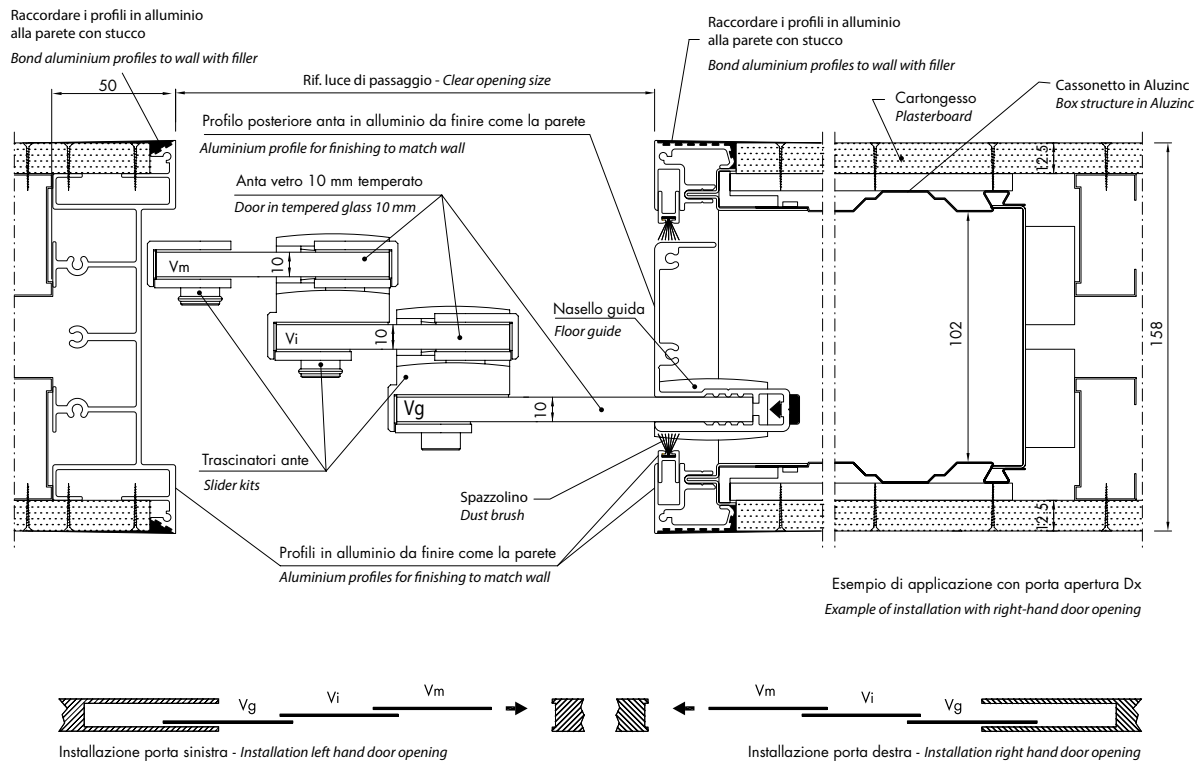 Raccordare i profili in alluminio
alla parete con stucco
Bond aluminium profiles to wall with filler
50
Rif. luce di passaggio - Clear opening size
Raccordare i profili in alluminio
alla parete con stucco
Bond aluminium profiles to wall with filler
Cassonetto in Aluzinc
Box structure in Aluzinc
Cartongesso
Plasterboard
Profilo posteriore anta in alluminio da finire come la parete
Aluminium profile for finishing to match wall
12.5
Anta vetro 10 mm temperato
Door in tempered glass 10 mm
Vm
10
Nasello guida
Floor guide
Vi
10
102
158
Vg
10
Trascinatori ante
Slider kits
Spazzolino
Dust brush
12.5
Profili in alluminio da finire come la parete
Aluminium profiles for finishing to match wall
Esempio di applicazione con porta apertura Dx
Example of installation with right-hand door opening
Vg Vi Vm
Vm Vi Vg
Installazione porta sinistra - Installation left hand door opening
Installazione porta destra - Installation right hand door opening